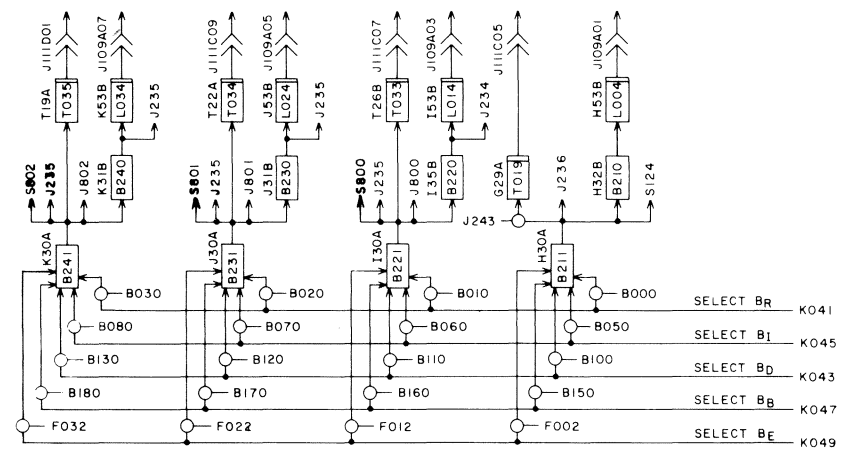 J111D01
J109A07
J111C09
J109A05
J111C07
J109A03
J111C05
J109A01
T19A
T035
K53B
L034
T22A
T034
J53B
L024
T26B
T033
I53B
L014
H53B
L004
J235
J235
J234
S802
J235
J802
K31B
B240
S801
J235
J801
J31B
B230
S800
J235
J800
I35B
B220
G29A
T019
J236
H32B
B210
S124
J243
K30A
B241
J30A
B231
I30A
B221
H30A
B211
B030
B020
B010
B000
SELECT BR
K041
B080
B070
B060
B050
SELECT BI
K045
B130
B120
B110
B100
SELECT BD
K043
B180
B170
B160
B150
SELECT BB
K047
F032
F022
F012
F002
SELECT BE
K049